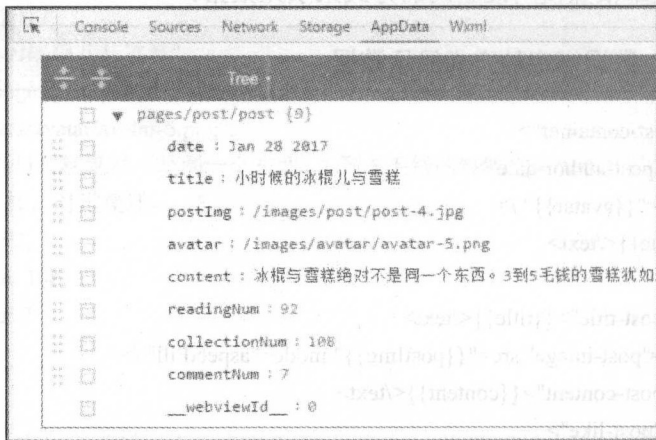 Console Sources Network Storage AppData Wxml
Tree
pages/post/post {9}
date : Jan 28 2017
title : 小时候的冰棍儿与雪糕
postImg : /images/post/post-4.jpg
avatar : /images/avatar/avatar-5.png
content : 冰棍与雪糕绝对不是同一个东西。3到5毛钱的雪糕犹如
readingNum : 92
collectionNum : 108
commentNum : 7
__webviewId__ : 0